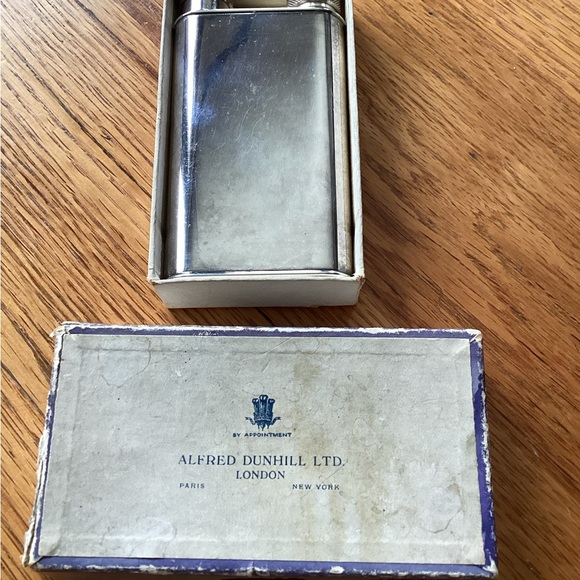 BY APPOINTMENT
ALFRED DUNHILL LTD.
LONDON
PARIS NEW YORK